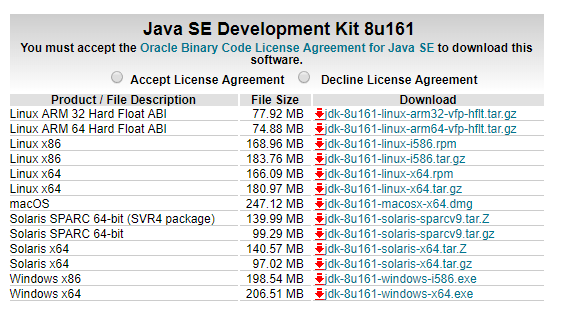 Java SE Development Kit 8u161
You must accept the Oracle Binary Code License Agreement for Java SE to download this
software.
Accept License Agreement Decline License Agreement
Product / File Description File Size Download
Linux ARM 32 Hard Float ABI 77.92 MB jdk-8u161-linux-arm32-vfp-hflt.tar.gz
Linux ARM 64 Hard Float ABI 74.88 MB jdk-8u161-linux-arm64-vfp-hflt.tar.gz
Linux x86 168.96 MB jdk-8u161-linux-i586.rpm
Linux x86 183.76 MB jdk-8u161-linux-i586.tar.gz
Linux x64 166.09 MB jdk-8u161-linux-x64.rpm
Linux x64 180.97 MB jdk-8u161-linux-x64.tar.gz
macOS 247.12 MB jdk-8u161-macosx-x64.dmg
Solaris SPARC 64-bit (SVR4 package) 139.99 MB jdk-8u161-solaris-sparcv9.tar.Z
Solaris SPARC 64-bit 99.29 MB jdk-8u161-solaris-sparcv9.tar.gz
Solaris x64 140.57 MB jdk-8u161-solaris-x64.tar.Z
Solaris x64 97.02 MB jdk-8u161-solaris-x64.tar.gz
Windows x86 198.54 MB jdk-8u161-windows-i586.exe
Windows x64 206.51 MB jdk-8u161-windows-x64.exe